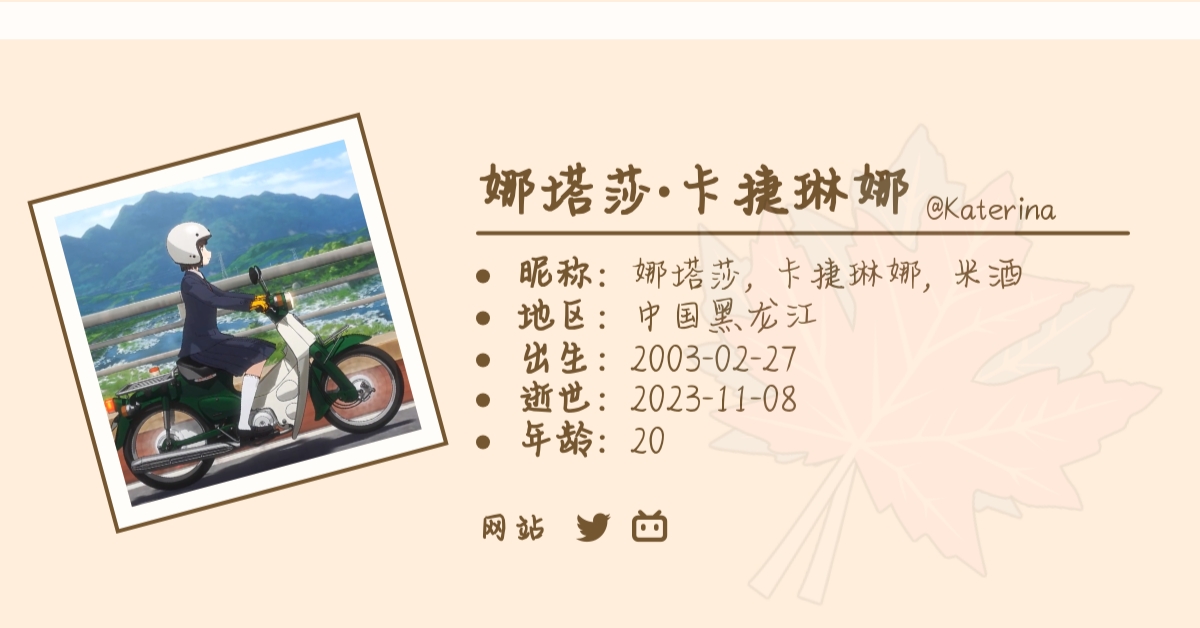 娜塔莎·卡捷琳娜 @Katerina
昵称： 娜塔莎, 卡捷琳娜, 米酒
地区： 中国黑龙江
出生： 2003-02-27
逝世： 2023-11-08
年龄： 20
网站